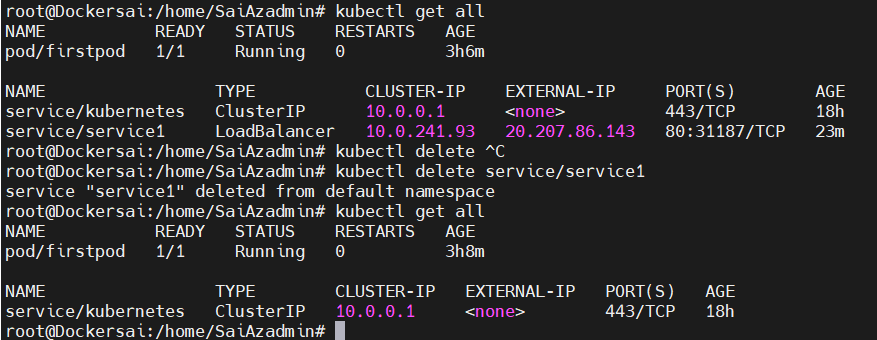 root@Dockersai:/home/SaiAzadmin# kubectl get all
NAME READY STATUS RESTARTS AGE
pod/firstpod 1/1 Running 0 3h6m

NAME TYPE CLUSTER-IP EXTERNAL-IP PORT(S) AGE
service/kubernetes ClusterIP 10.0.0.1 <none> 443/TCP 18h
service/service1 LoadBalancer 10.0.241.93 20.207.86.143 80:31187/TCP 23m
root@Dockersai:/home/SaiAzadmin# kubectl delete ^C
root@Dockersai:/home/SaiAzadmin# kubectl delete service/service1
service "service1" deleted from default namespace
root@Dockersai:/home/SaiAzadmin# kubectl get all
NAME READY STATUS RESTARTS AGE
pod/firstpod 1/1 Running 0 3h8m

NAME TYPE CLUSTER-IP EXTERNAL-IP PORT(S) AGE
service/kubernetes ClusterIP 10.0.0.1 <none> 443/TCP 18h
root@Dockersai:/home/SaiAzadmin#